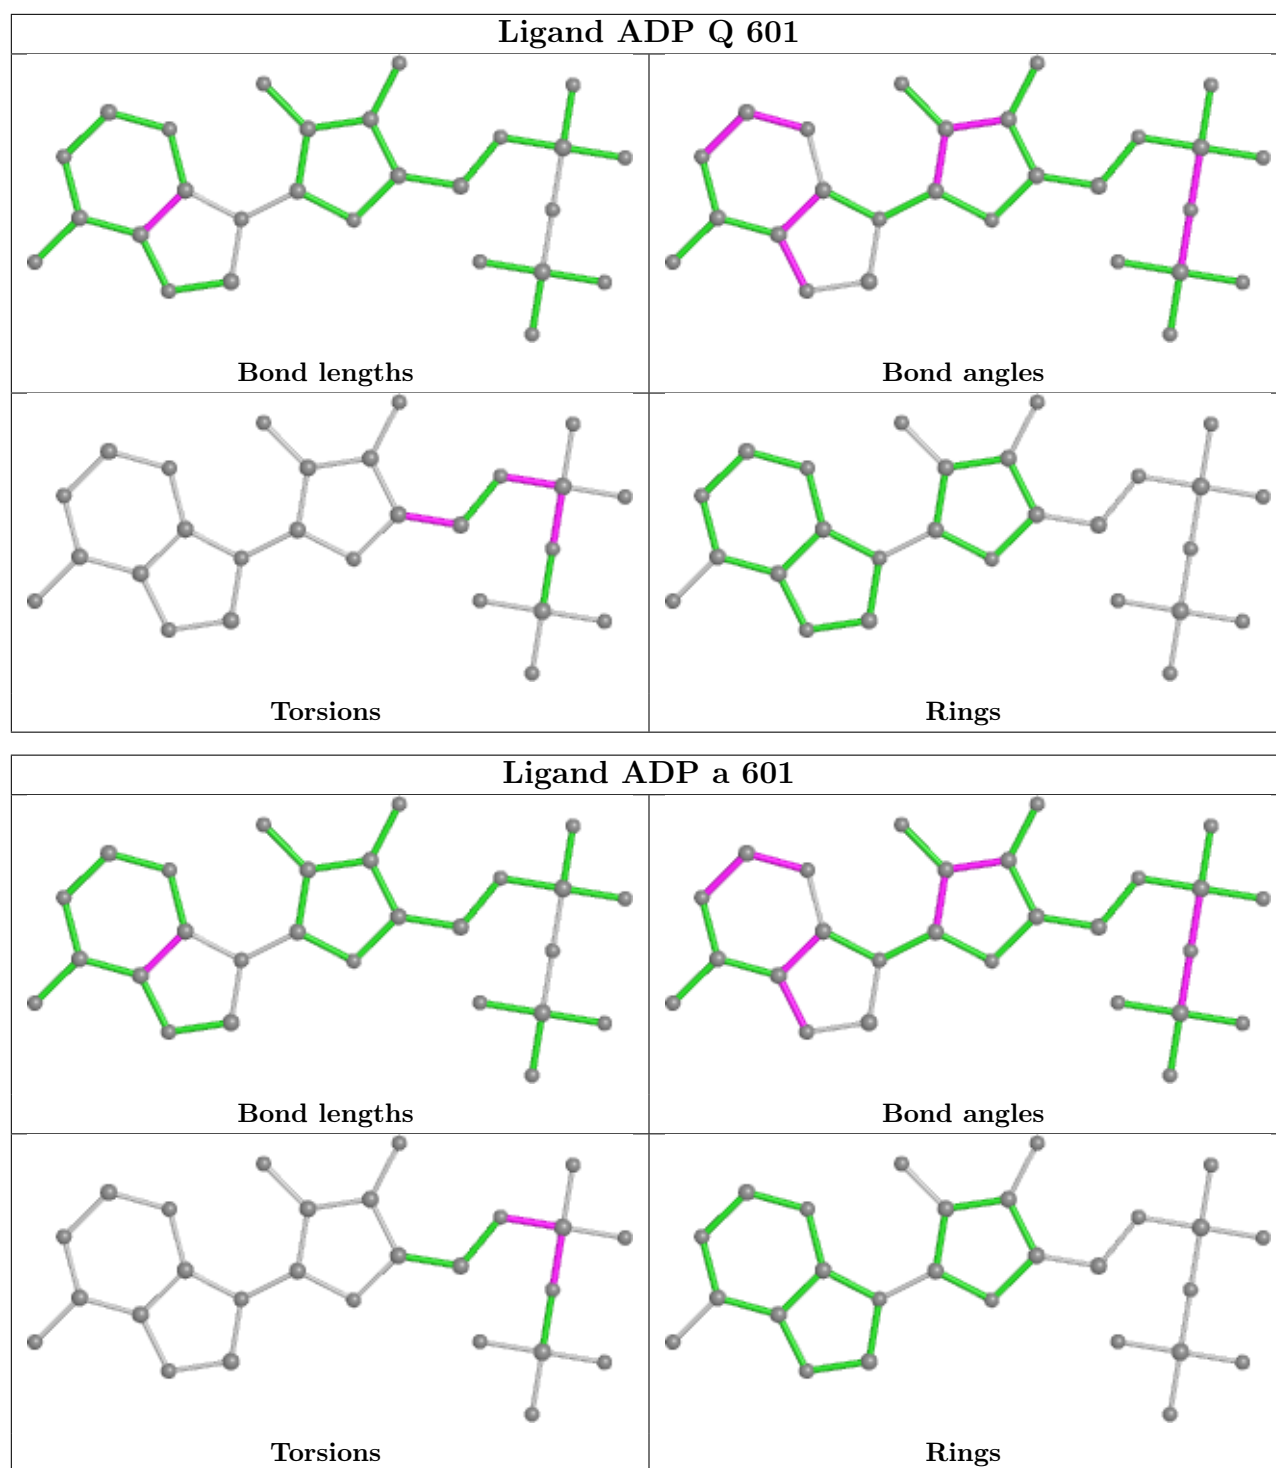 Ligand ADP Q 601
Bond lengths
Bond angles
Torsions
Rings
Ligand ADP a 601
Bond lengths
Bond angles
Torsions
Rings